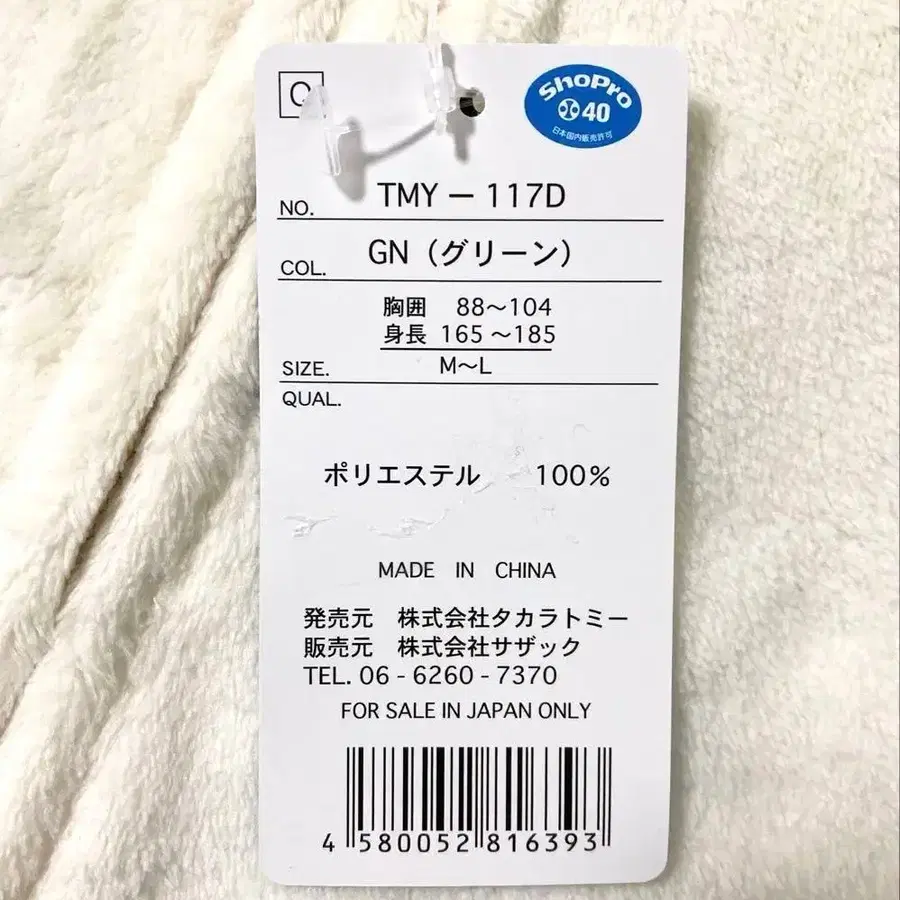 ShoPro
40
日本国内販売許可
NO. TMY − 117D
COL. GN（グリーン）
胸囲 88〜104
身長 165〜185
SIZE. M〜L
QUAL.
ポリエステル 100%
MADE IN CHINA
発売元 株式会社タカラトミー
販売元 株式会社サザック
TEL. 06 - 6260 - 7370
FOR SALE IN JAPAN ONLY
4 580052 816393